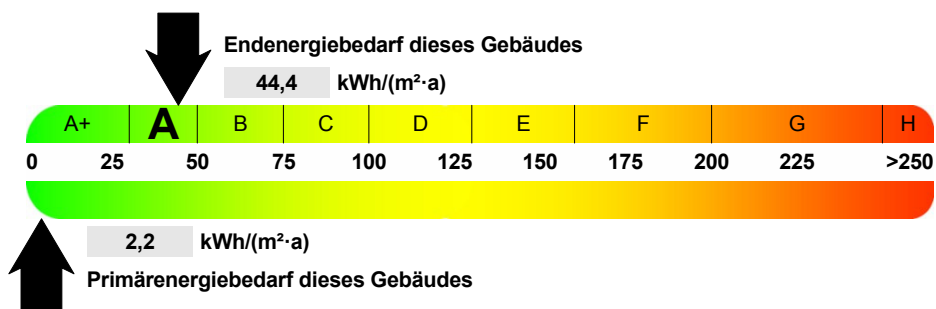 Endenergiebedarf dieses Gebäudes
44,4 kWh/(m²·a)
A+ A B C D E F G H
0 25 50 75 100 125 150 175 200 225 >250
2,2 kWh/(m²·a)
Primärenergiebedarf dieses Gebäudes